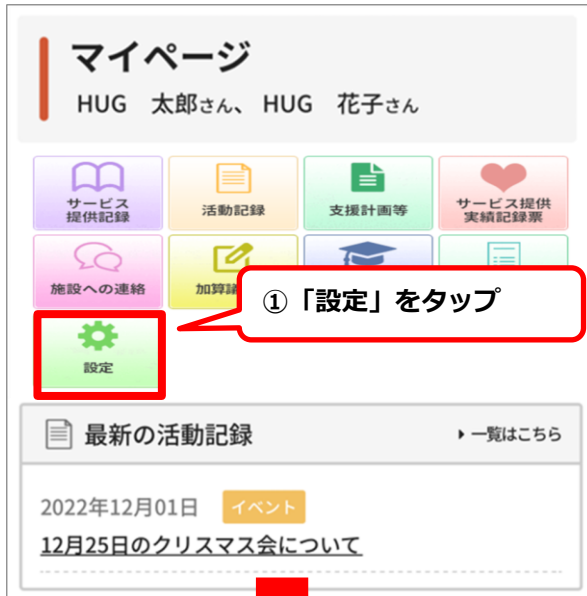 マイページ
HUG 太郎さん、 HUG 花子さん
サービス
提供記録
活動記録
支援計画等
サービス提供
実績記録票
施設への連絡
加算
①「設定」をタップ
設定
最新の活動記録
一覧はこちら
2022年12月01日
イベント
12月25日のクリスマス会について